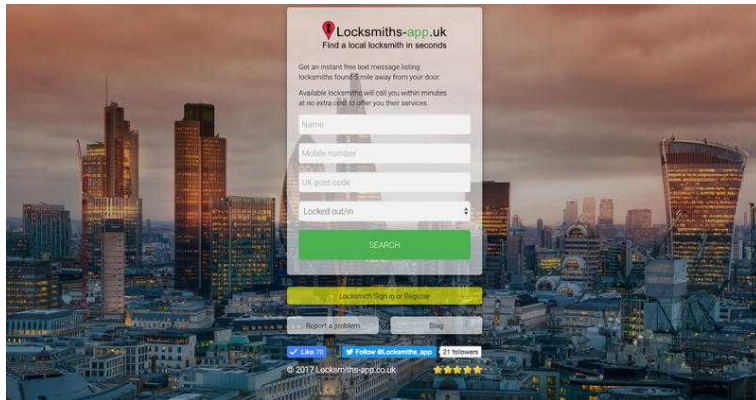 Locksmiths-app.uk
Find a local locksmith in seconds
Get an instant free text message listing
locksmiths found 5 mile away from your door.
Available locksmiths will call you within minutes
at no extra cost to offer you their services.
Name
Mobile number
UK post code
Locked out/in
SEARCH
Locksmith Sign in or Register
Report a problem
Blog
Like 70
Follow @Locksmiths_app
21 followers
© 2017 Locksmiths-app.co.uk